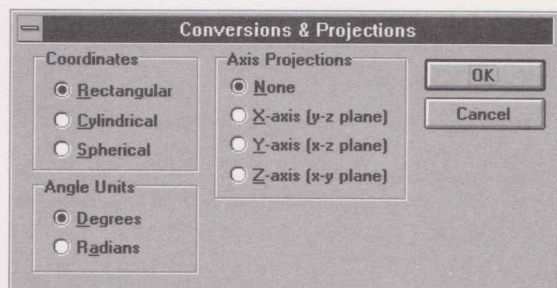 Conversions & Projections
Coordinates
Rectangular
Cylindrical
Spherical
Angle Units
Degrees
Radians
Axis Projections
None
X-axis (y-z plane)
Y-axis (x-z plane)
Z-axis (x-y plane)
OK
Cancel